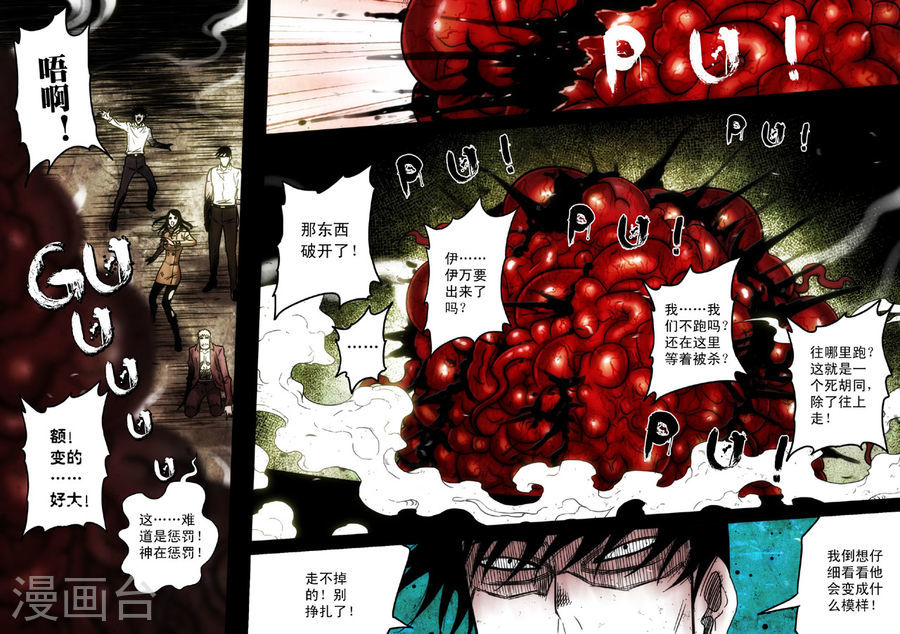 PU!
PU!
PU!
PU!
PU!
那东西
破开了！
伊……
伊万要
出来了
吗？
……
我……我
们不跑吗？
还在这里
等着被杀？
往哪里跑？
这就是一
个死胡同，
除了往上
走！
走不掉
的！别
挣扎了！
我倒想仔
细看看他
会变成什
么模样！
唔啊！
GUUUUU
额！
变的
……
好大！
这……难
道是惩罚！
神在惩罚！
漫画台